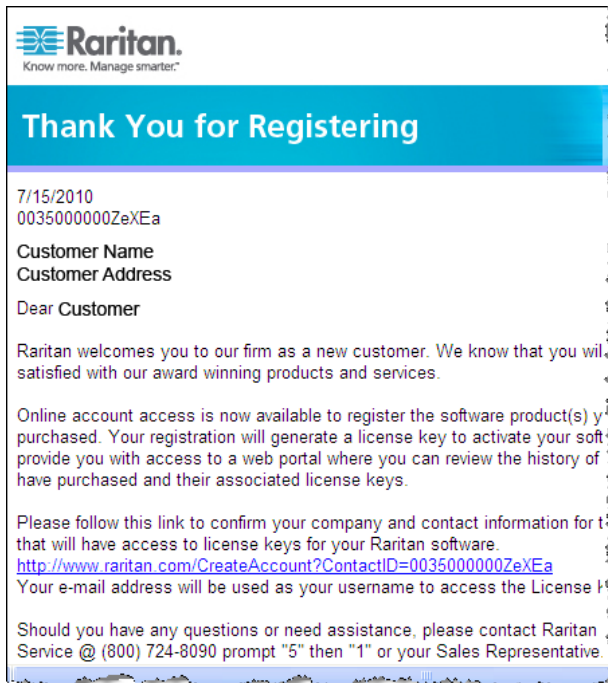 Raritan.
Know more. Manage smarter.™
Thank You for Registering
7/15/2010
0035000000ZeXEa
Customer Name
Customer Address
Dear Customer
Raritan welcomes you to our firm as a new customer. We know that you wil
satisfied with our award winning products and services.
Online account access is now available to register the software product(s) y
purchased. Your registration will generate a license key to activate your soft
provide you with access to a web portal where you can review the history of
have purchased and their associated license keys.
Please follow this link to confirm your company and contact information for t
that will have access to license keys for your Raritan software.
http://www.raritan.com/CreateAccount?ContactID=0035000000ZeXEa
Your e-mail address will be used as your username to access the License
Should you have any questions or need assistance, please contact Raritan
Service @ (800) 724-8090 prompt "5" then "1" or your Sales Representative.